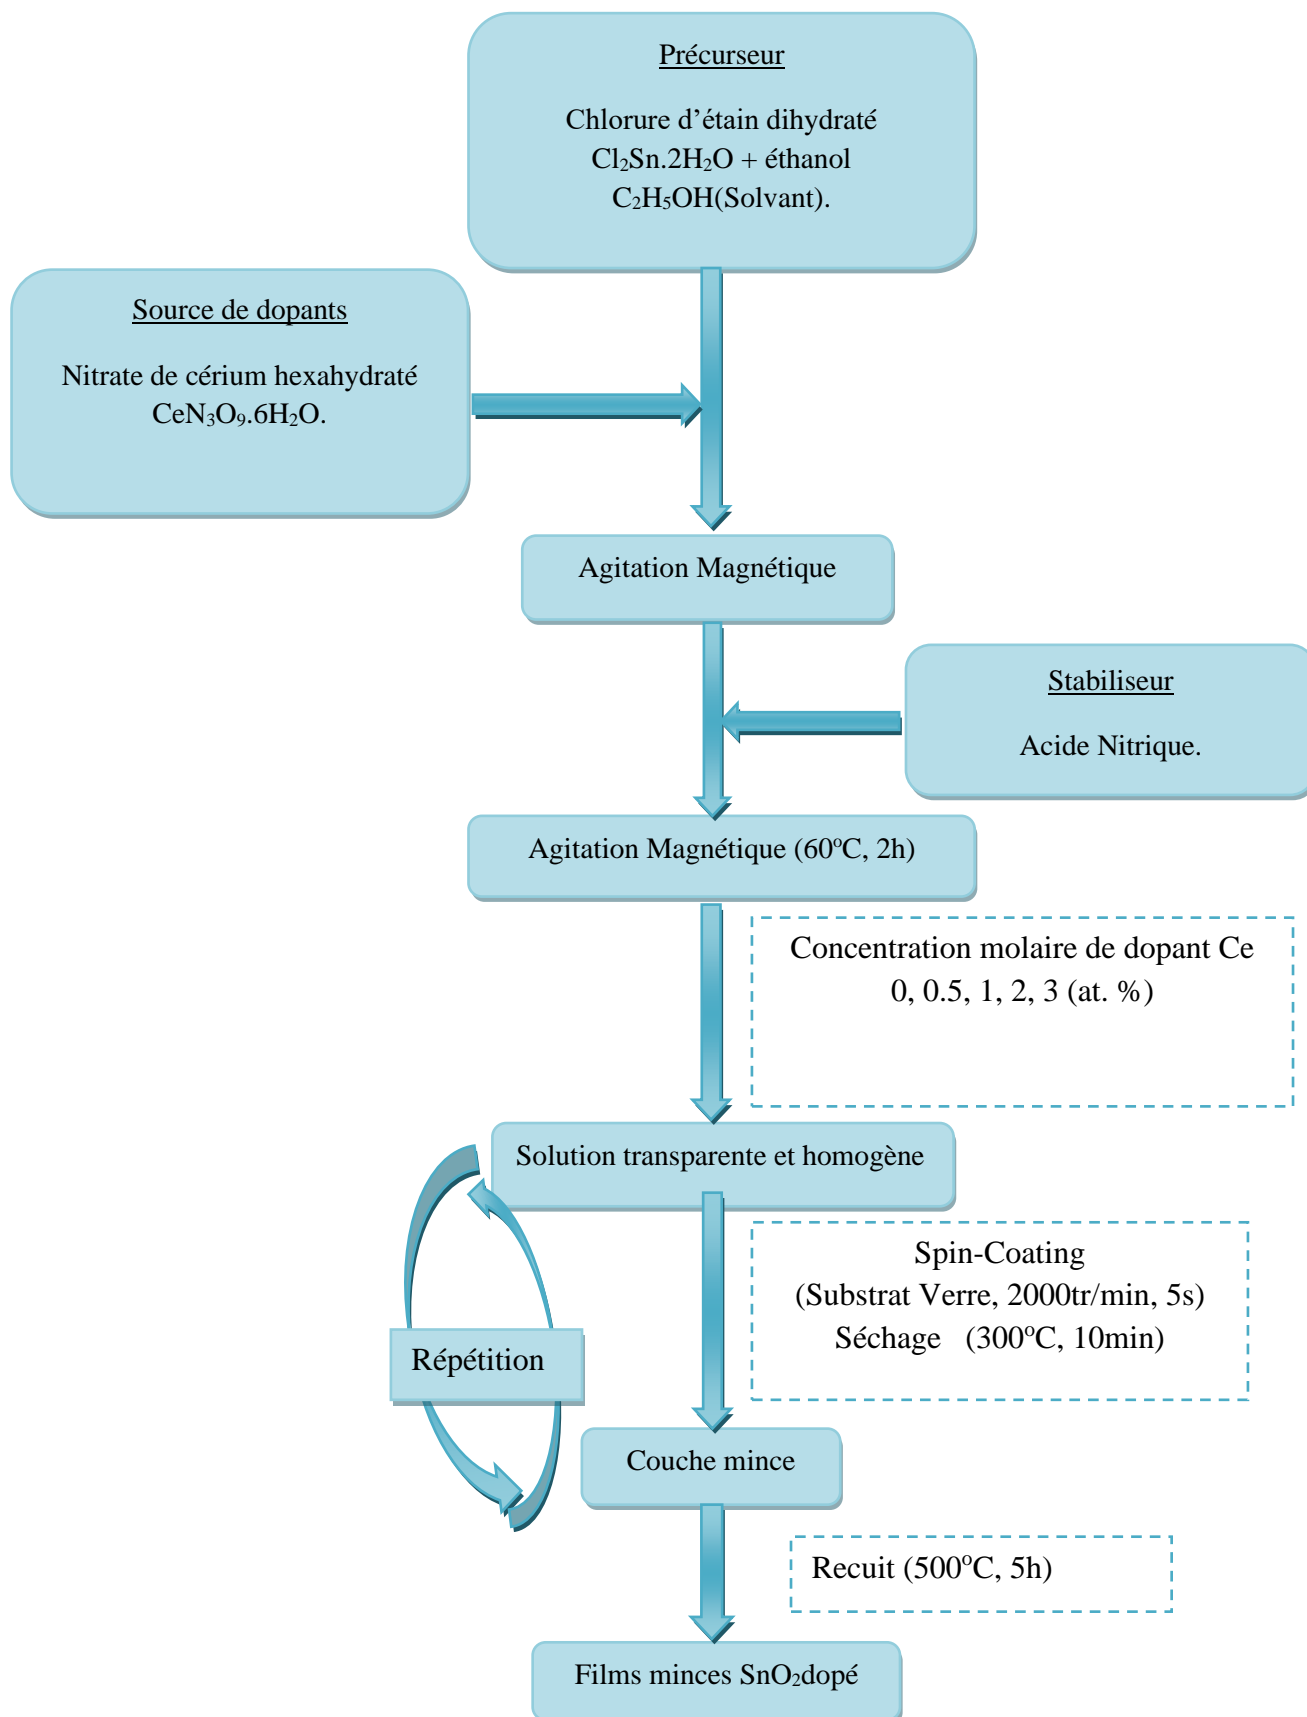 Précurseur
Chlorure d’étain dihydraté
Cl₂Sn.2H₂O + éthanol
C₂H₅OH(Solvant).
Source de dopants
Nitrate de cérium hexahydraté
CeN₃O₉.6H₂O.
Agitation Magnétique
Stabiliseur
Acide Nitrique.
Agitation Magnétique (60°C, 2h)
Concentration molaire de dopant Ce
0, 0.5, 1, 2, 3 (at. %)
Solution transparente et homogène
Spin-Coating
(Substrat Verre, 2000tr/min, 5s)
Séchage (300°C, 10min)
Répétition
Couche mince
Recuit (500°C, 5h)
Films minces SnO₂dopé